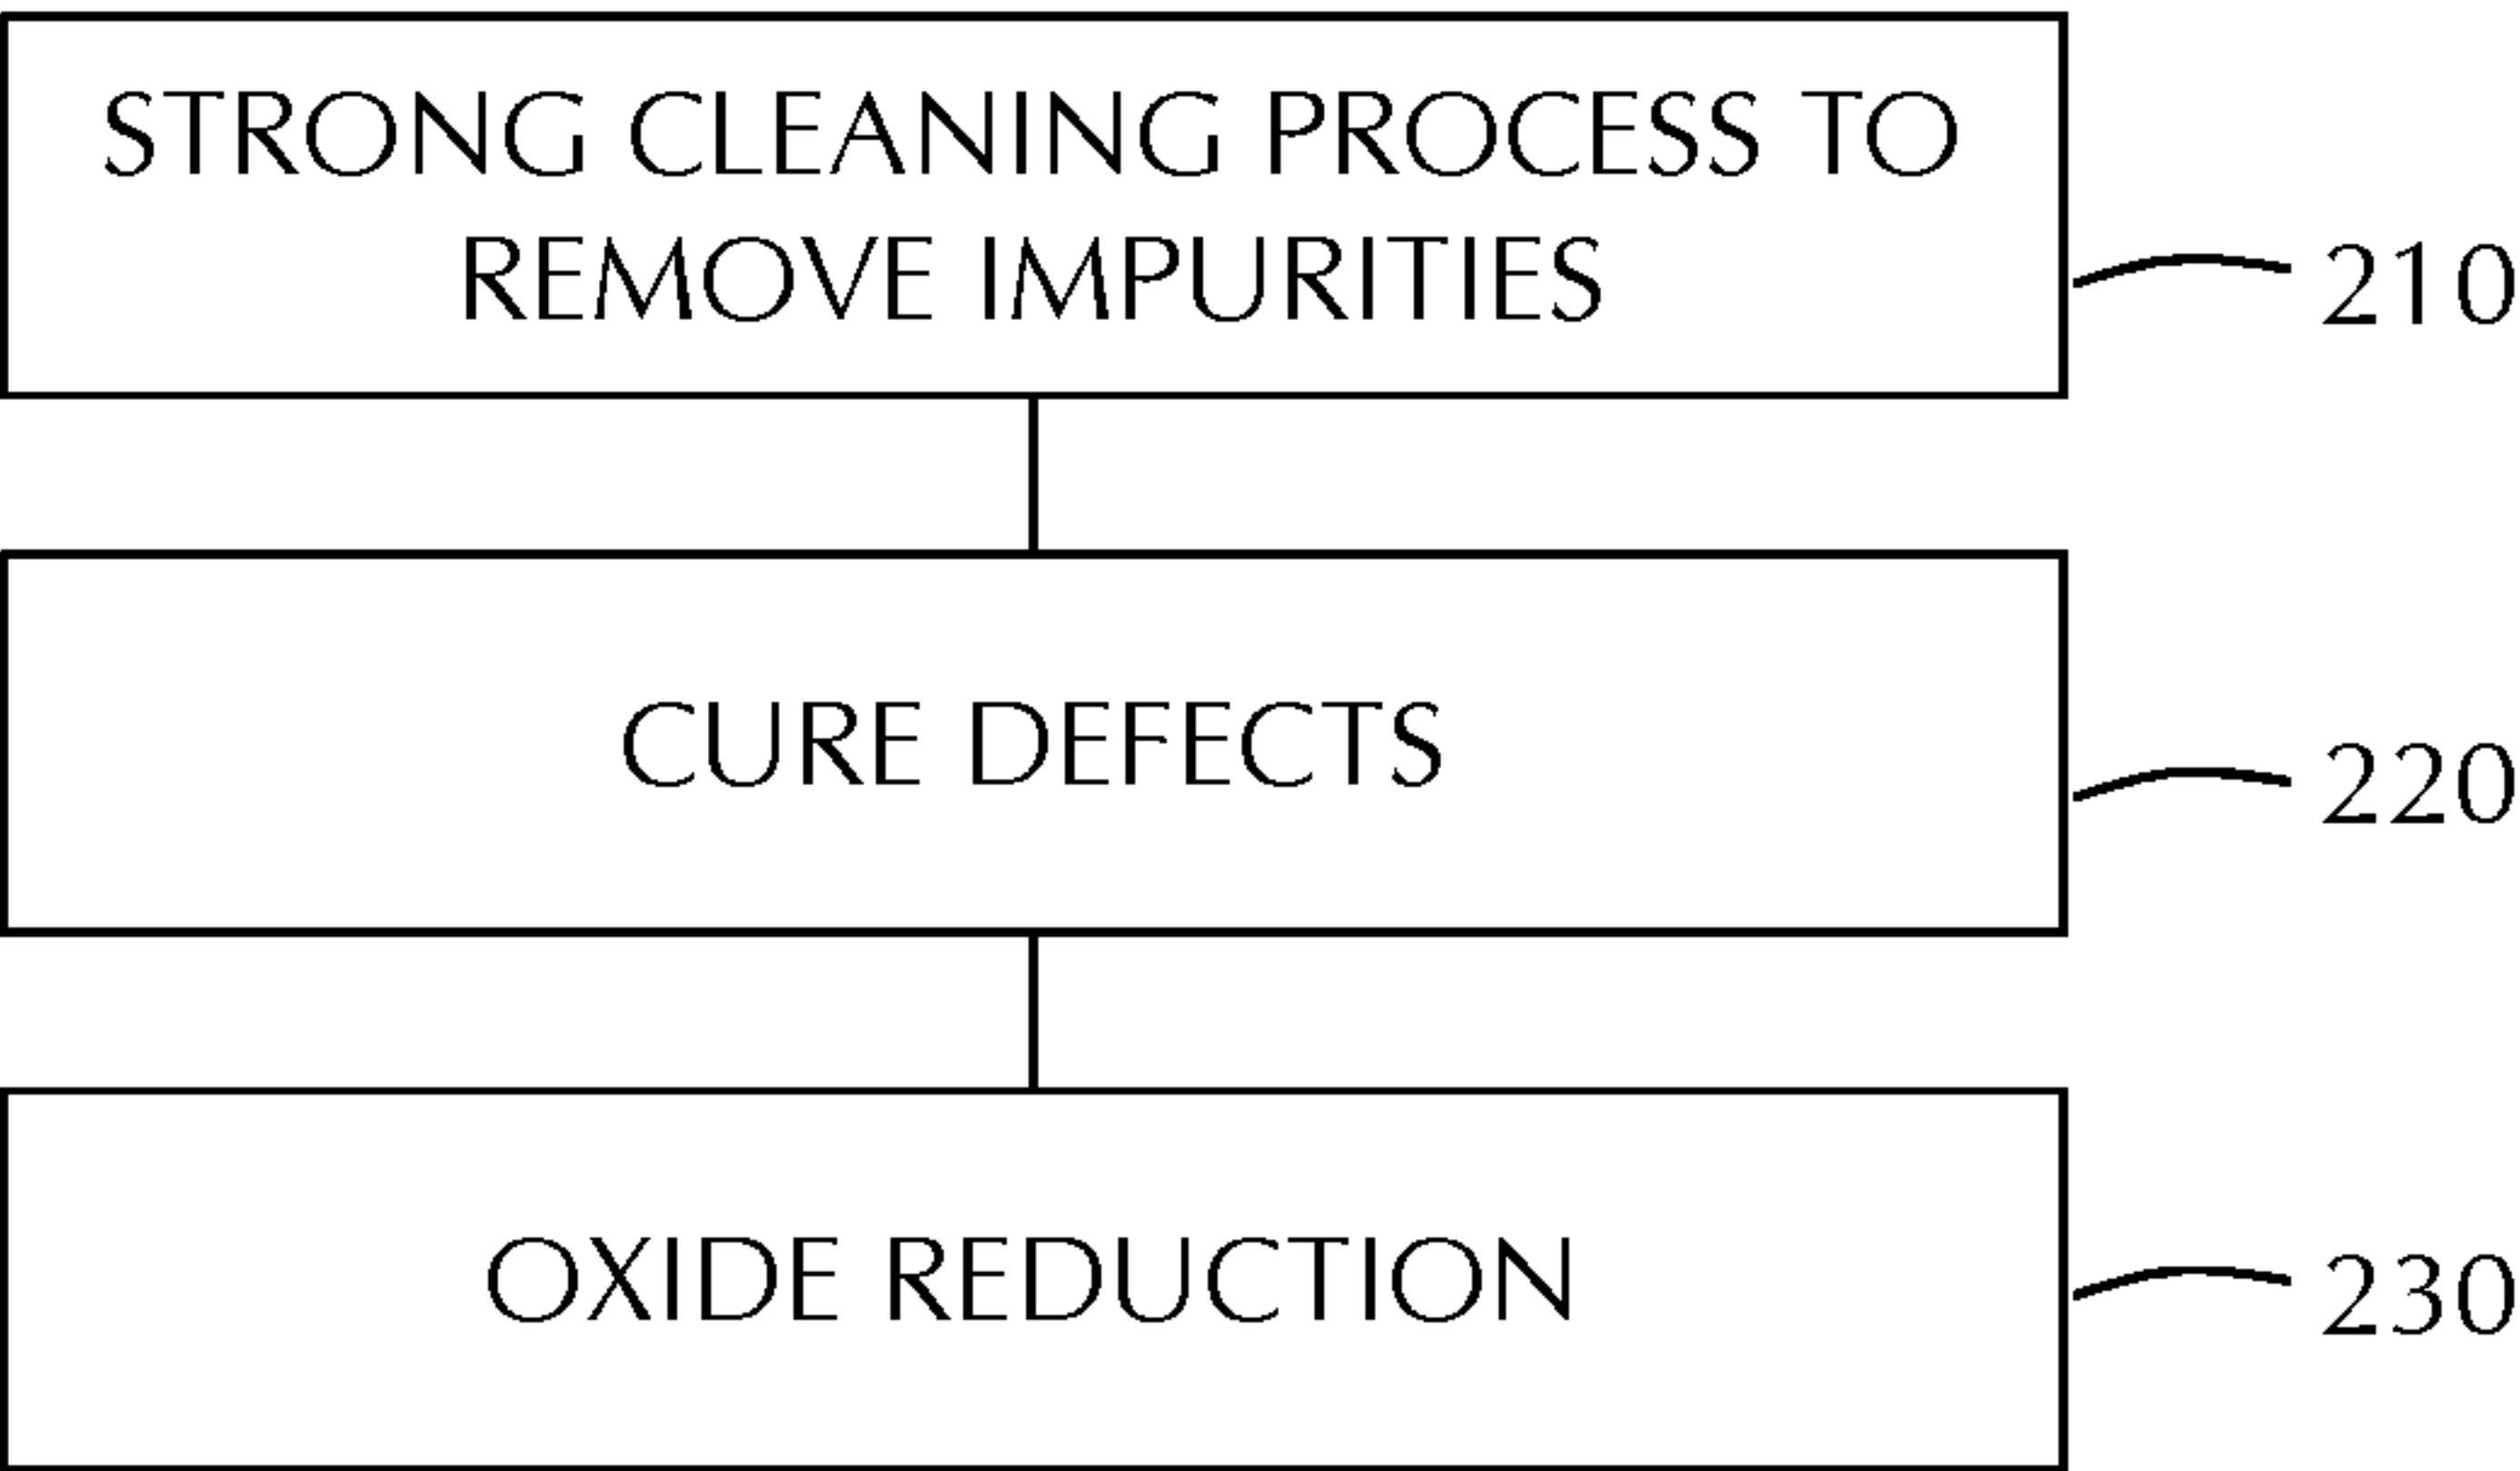 STRONG CLEANING PROCESS TO
REMOVE IMPURITIES
210
CURE DEFECTS
220
OXIDE REDUCTION
230